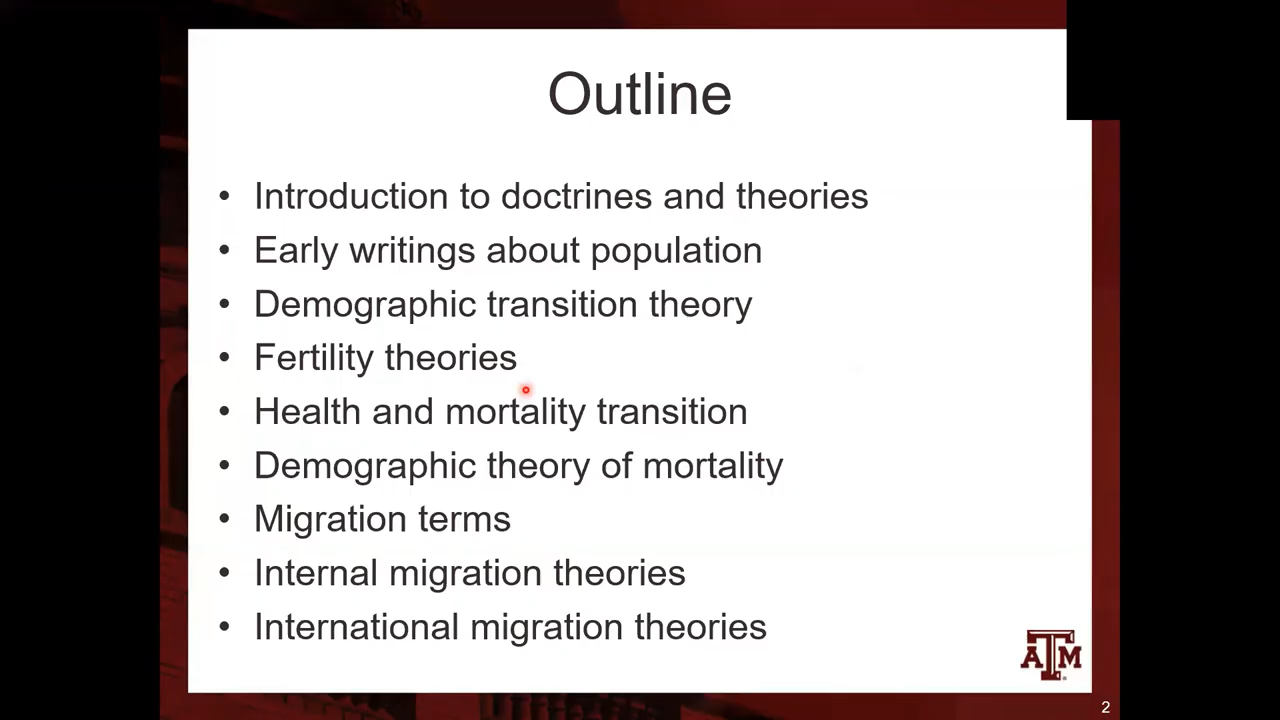 Outline
• Introduction to doctrines and theories
• Early writings about population
• Demographic transition theory
• Fertility theories
• Health and mortality transition
• Demographic theory of mortality
• Migration terms
• Internal migration theories
• International migration theories
ATM
2